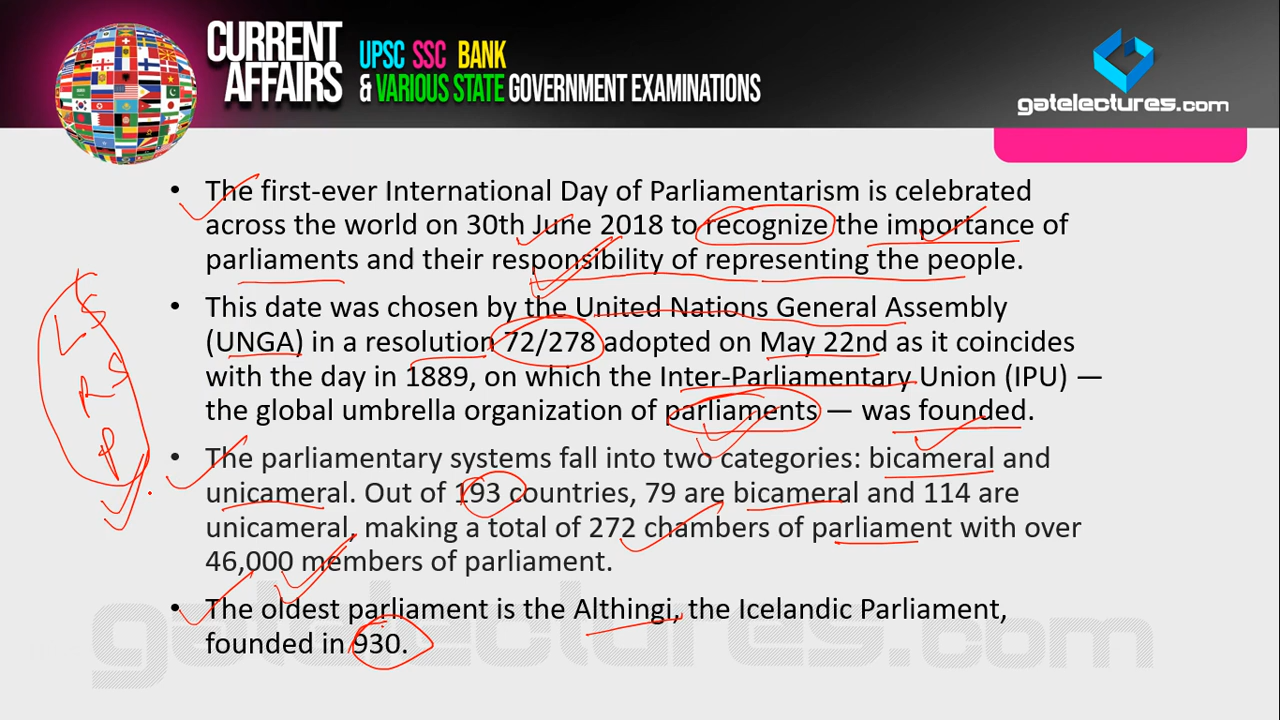 CURRENT
AFFAIRS
UPSC SSC BANK
& VARIOUS STATE GOVERNMENT EXAMINATIONS
gatelectures.com
• The first-ever International Day of Parliamentarism is celebrated
across the world on 30th June 2018 to recognize the importance of
parliaments and their responsibility of representing the people.
• This date was chosen by the United Nations General Assembly
(UNGA) in a resolution 72/278 adopted on May 22nd as it coincides
with the day in 1889, on which the Inter-Parliamentary Union (IPU) —
the global umbrella organization of parliaments — was founded.
• The parliamentary systems fall into two categories: bicameral and
unicameral. Out of 193 countries, 79 are bicameral and 114 are
unicameral, making a total of 272 chambers of parliament with over
46,000 members of parliament.
• The oldest parliament is the Althingi, the Icelandic Parliament,
founded in 930.
LS
RS
P
gatelectures.com